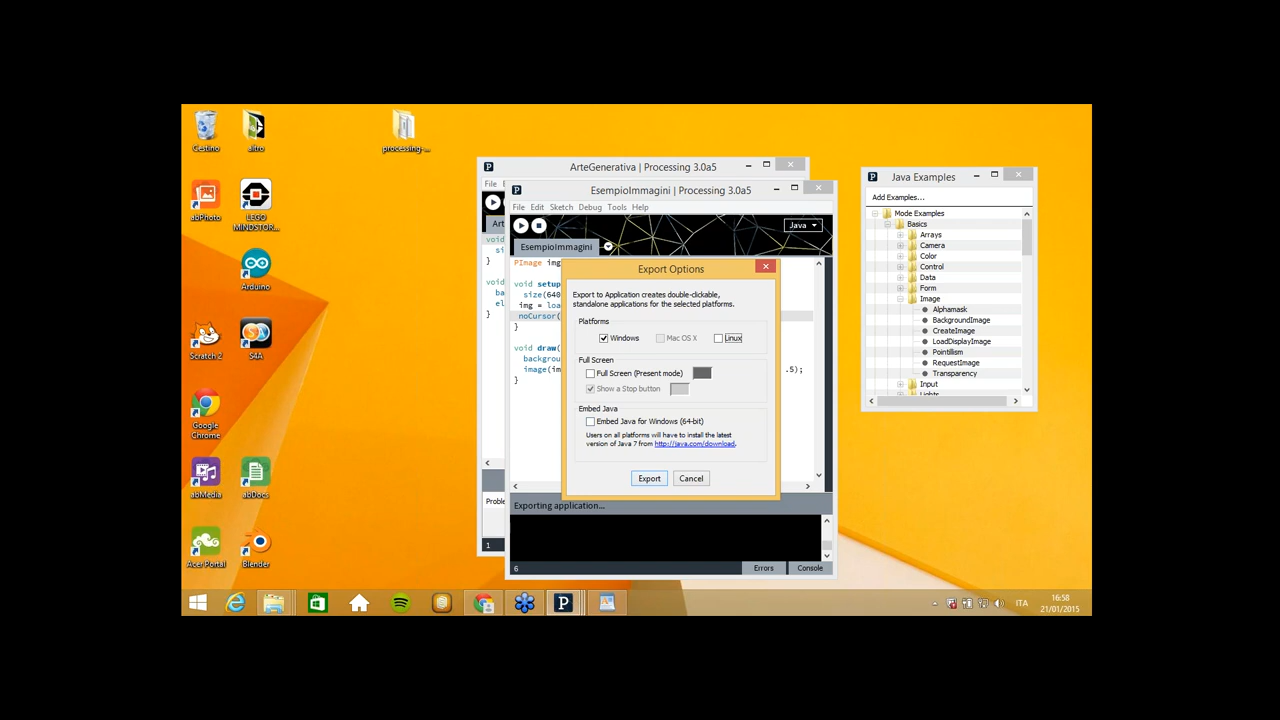 Cestino
altro
processing-...
abPhoto
LEGO
MINDSTOR...
Arduino
Scratch 2
S4A
Google
Chrome
abMedia
abDocs
AcerPortal
Blender
ArteGenerativa | Processing 3.0a5
File
void
}
void
}
1
EsempioImmagini | Processing 3.0a5
File Edit Sketch Debug Tools Help
Java
EsempioImmagini
PImage img
void setup
size(640
img = loa
noCursor(
}
void draw(
backgrou
image(im
.5);
}
Export Options
Export to Application creates double-clickable,
standalone applications for the selected platforms.
Platforms
Windows Mac OS X Linux
Full Screen
Full Screen (Present mode)
Show a Stop button
Embed Java
Embed Java for Windows (64-bit)
Users on all platforms will have to install the latest
version of Java 7 from http://java.com/download.
Export Cancel
Exporting application...
6
Errors Console
Java Examples
Add Examples...
Mode Examples
Basics
Arrays
Camera
Color
Control
Data
Form
Image
Alphamask
BackgroundImage
CreateImage
LoadDisplayImage
Pointillism
RequestImage
Transparency
Input
Lights
ITA
16:58
21/01/2015